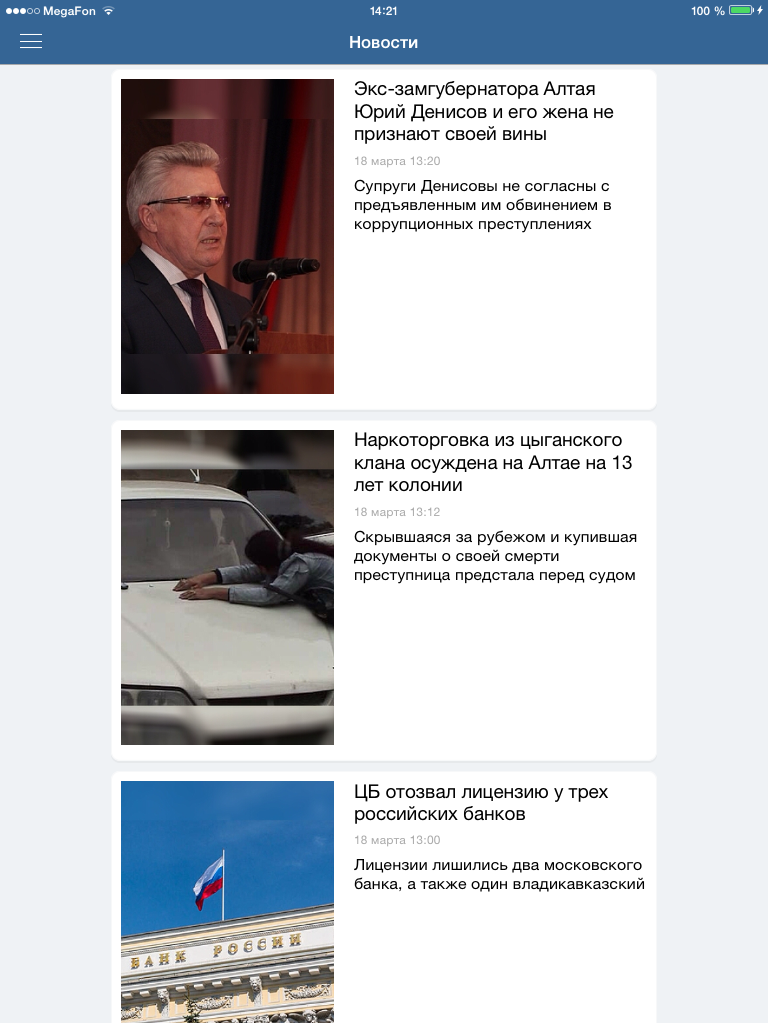 MegaFon 14:21 100 %
Новости
Экс-замгубернатора Алтая
Юрий Денисов и его жена не
признают своей вины
18 марта 13:20
Супруги Денисовы не согласны с
предъявленным им обвинением в
коррупционных преступлениях
Наркоторговка из цыганского
клана осуждена на Алтае на 13
лет колонии
18 марта 13:12
Скрывшаяся за рубежом и купившая
документы о своей смерти
преступница предстала перед судом
ЦБ отозвал лицензию у трех
российских банков
18 марта 13:00
Лицензии лишились два московского
банка, а также один владикавказский
БАНК РОССИИ